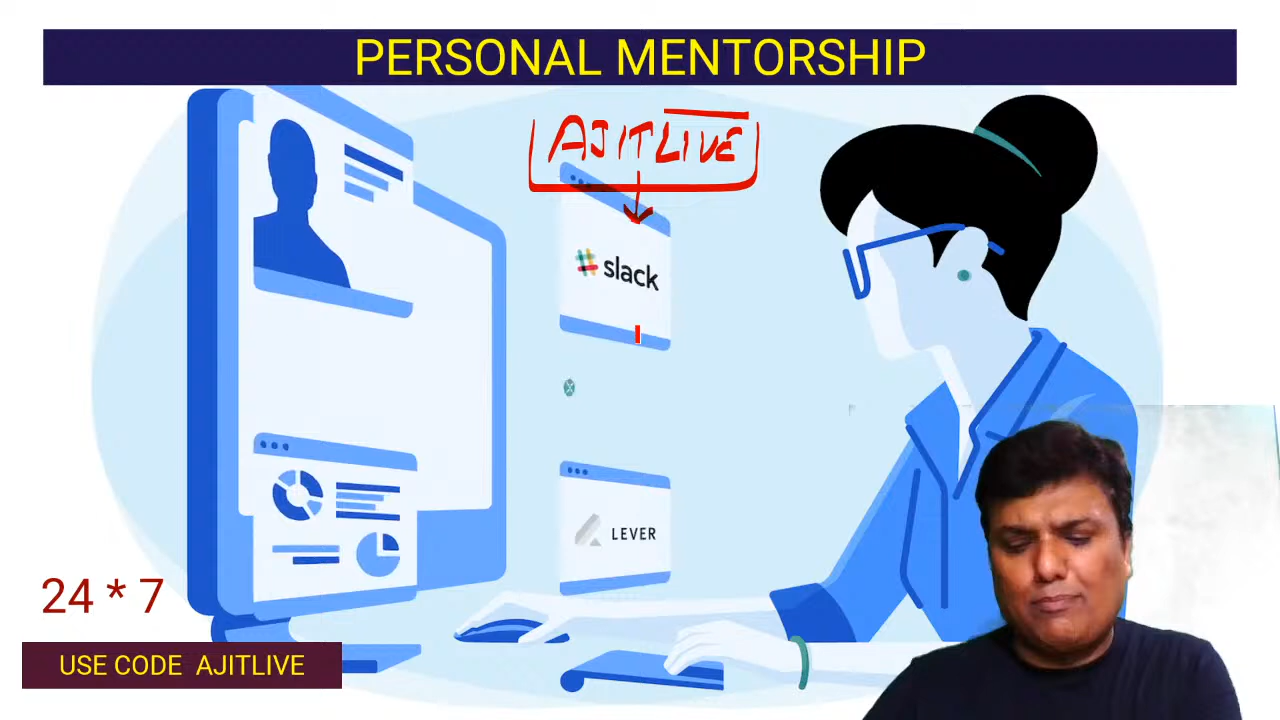 PERSONAL MENTORSHIP
AJITLIVE
slack
LEVER
24 * 7
USE CODE AJITLIVE